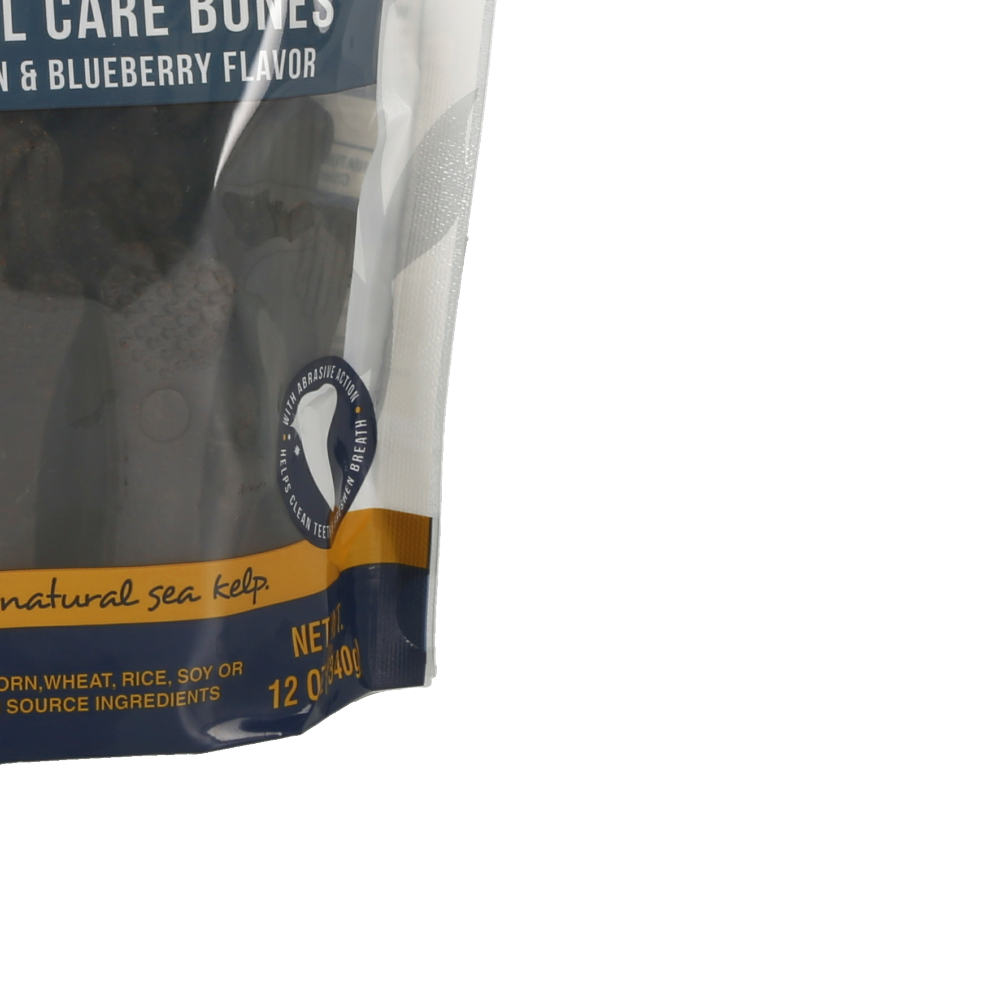 L CARE BONES
N & BLUEBERRY FLAVOR
WITH ABRASIVE ACTION
HELPS CLEAN TEETH
BREATH
natural sea kelp.
NET
ORN, WHEAT, RICE, SOY OR
12
SOURCE INGREDIENTS